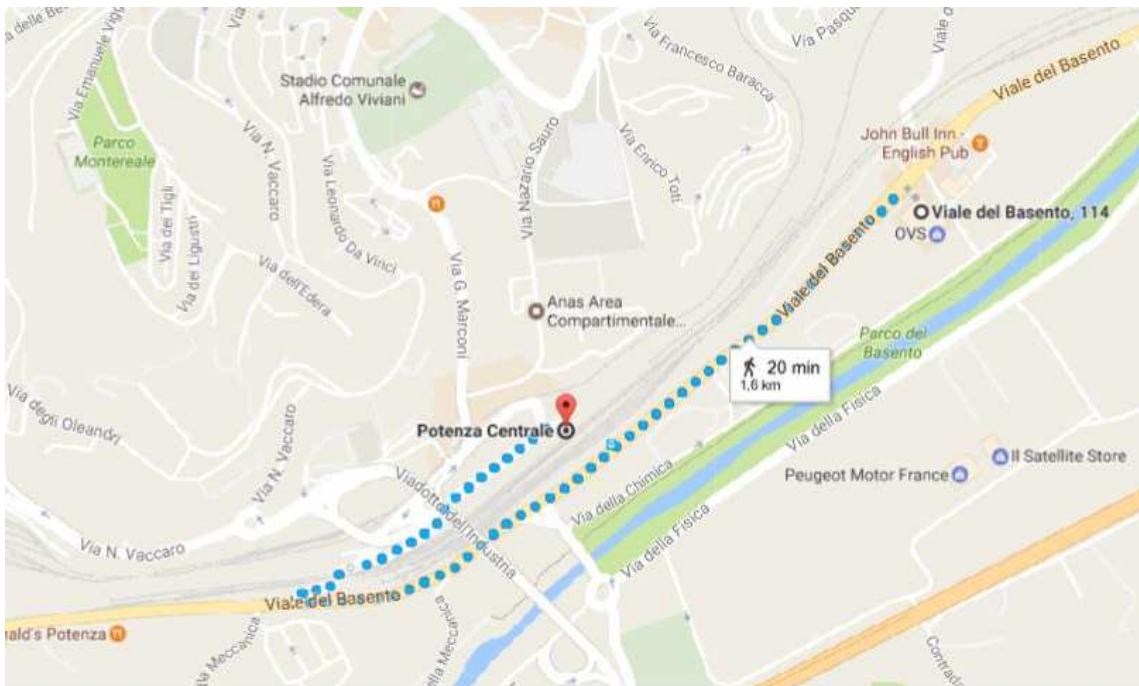 Via Emanuele Vigg
Via Francesco Baracca
Via Pasqu
Viale d
Viale del Basento
Stadio Comunale
Alfredo Viviani
Parco
Montereale
Via N. Vaccaro
Via Leonardo Da Vinci
Via Nazario Sauro
Via Enrico Toti
John Bull Inn -
English Pub
Viale del Basento, 114
OVS
Via dei Tigli
Via dei Ligustri
Via dell'Edera
Via G. Marconi
Viale del Basento
Anas Area
Compartimentale...
Parco del
Basento
20 min
1,6 km
Via degli Oleandri
Via N. Vaccaro
Potenza Centrale
Via della Fisica
Il Satellite Store
Peugeot Motor France
Via della Chimica
Viadotto dell'Industria
Via N. Vaccaro
Via della Fisica
Viale del Basento
ald's Potenza
Meccanica
della Meccanica
Contrada